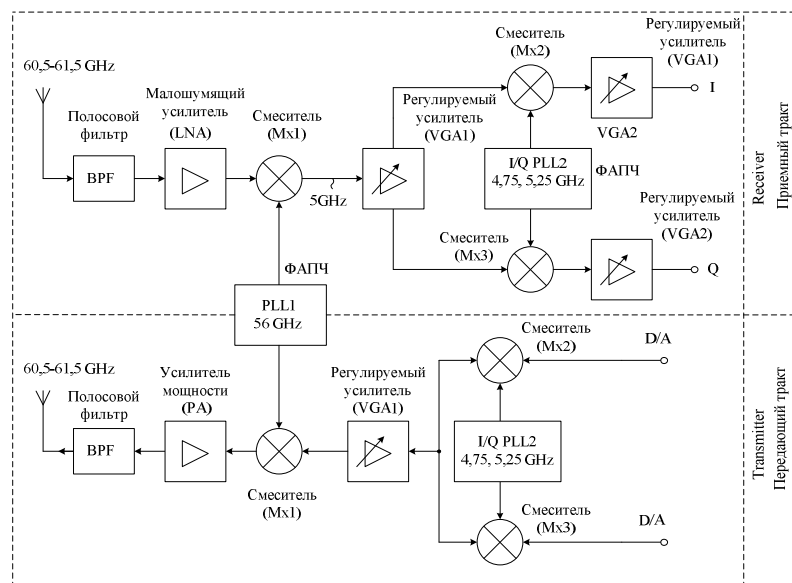 60,5-61,5 GHz
Полосовой
фильтр
BPF
Малошумящий
усилитель
(LNA)
Смеситель
(Mx1)
5GHz
Регулируемый
усилитель
(VGA1)
Смеситель
(Mx2)
Регулируемый
усилитель
(VGA1)
I
VGA2
I/Q PLL2
4,75, 5,25 GHz
ФАПЧ
Смеситель
(Mx3)
Регулируемый
усилитель
(VGA2)
Q
Receiver
Приемный тракт
ФАПЧ
PLL1
56 GHz
60,5-61,5 GHz
Полосовой
фильтр
BPF
Усилитель
мощности
(PA)
Смеситель
(Mx1)
Регулируемый
усилитель
(VGA1)
Смеситель
(Mx2)
D/A
I/Q PLL2
4,75, 5,25 GHz
Смеситель
(Mx3)
D/A
Transmitter
Передающий тракт